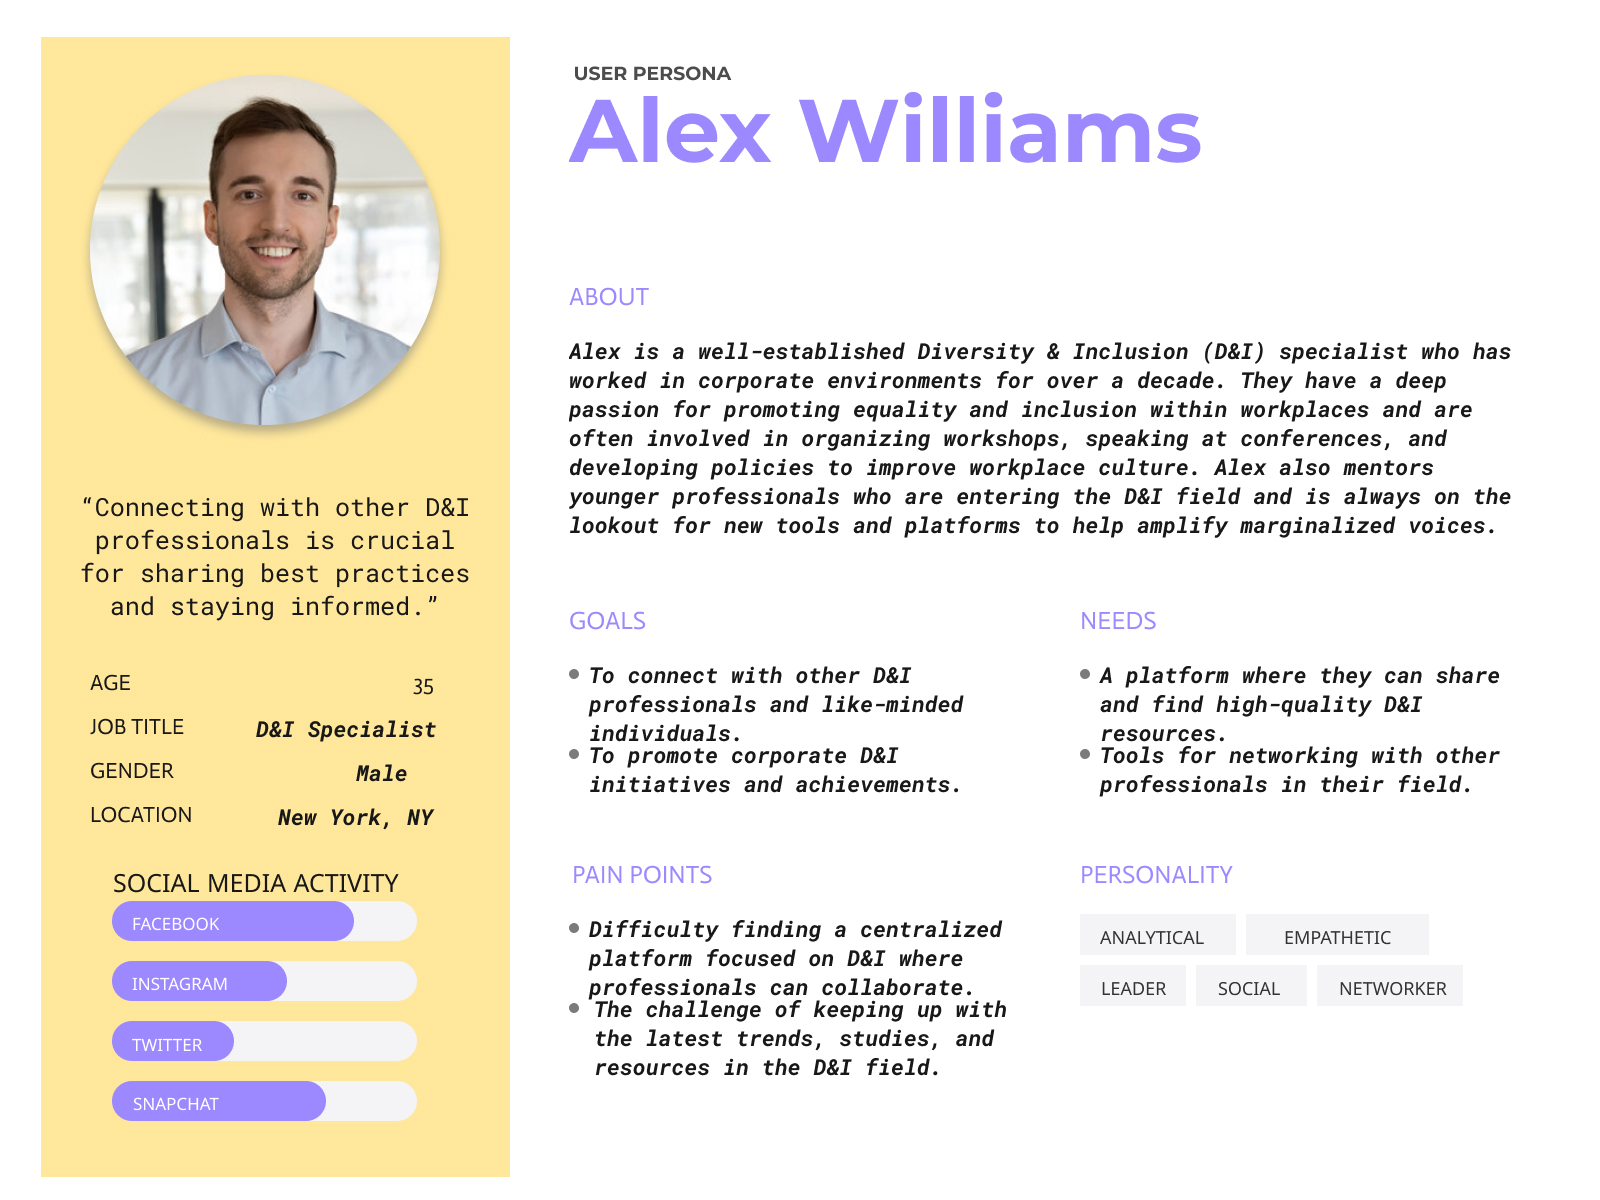 USER PERSONA
Alex Williams
“Connecting with other D&I
professionals is crucial
for sharing best practices
and staying informed.”
AGE 35
JOB TITLE D&I Specialist
GENDER Male
LOCATION New York, NY
SOCIAL MEDIA ACTIVITY
FACEBOOK
INSTAGRAM
TWITTER
SNAPCHAT
ABOUT
Alex is a well-established Diversity & Inclusion (D&I) specialist who has
worked in corporate environments for over a decade. They have a deep
passion for promoting equality and inclusion within workplaces and are
often involved in organizing workshops, speaking at conferences, and
developing policies to improve workplace culture. Alex also mentors
younger professionals who are entering the D&I field and is always on the
lookout for new tools and platforms to help amplify marginalized voices.
GOALS
To connect with other D&I
professionals and like-minded
individuals.
To promote corporate D&I
initiatives and achievements.
NEEDS
A platform where they can share
and find high-quality D&I
resources.
Tools for networking with other
professionals in their field.
PAIN POINTS
Difficulty finding a centralized
platform focused on D&I where
professionals can collaborate.
The challenge of keeping up with
the latest trends, studies, and
resources in the D&I field.
PERSONALITY
ANALYTICAL EMPATHETIC
LEADER SOCIAL NETWORKER